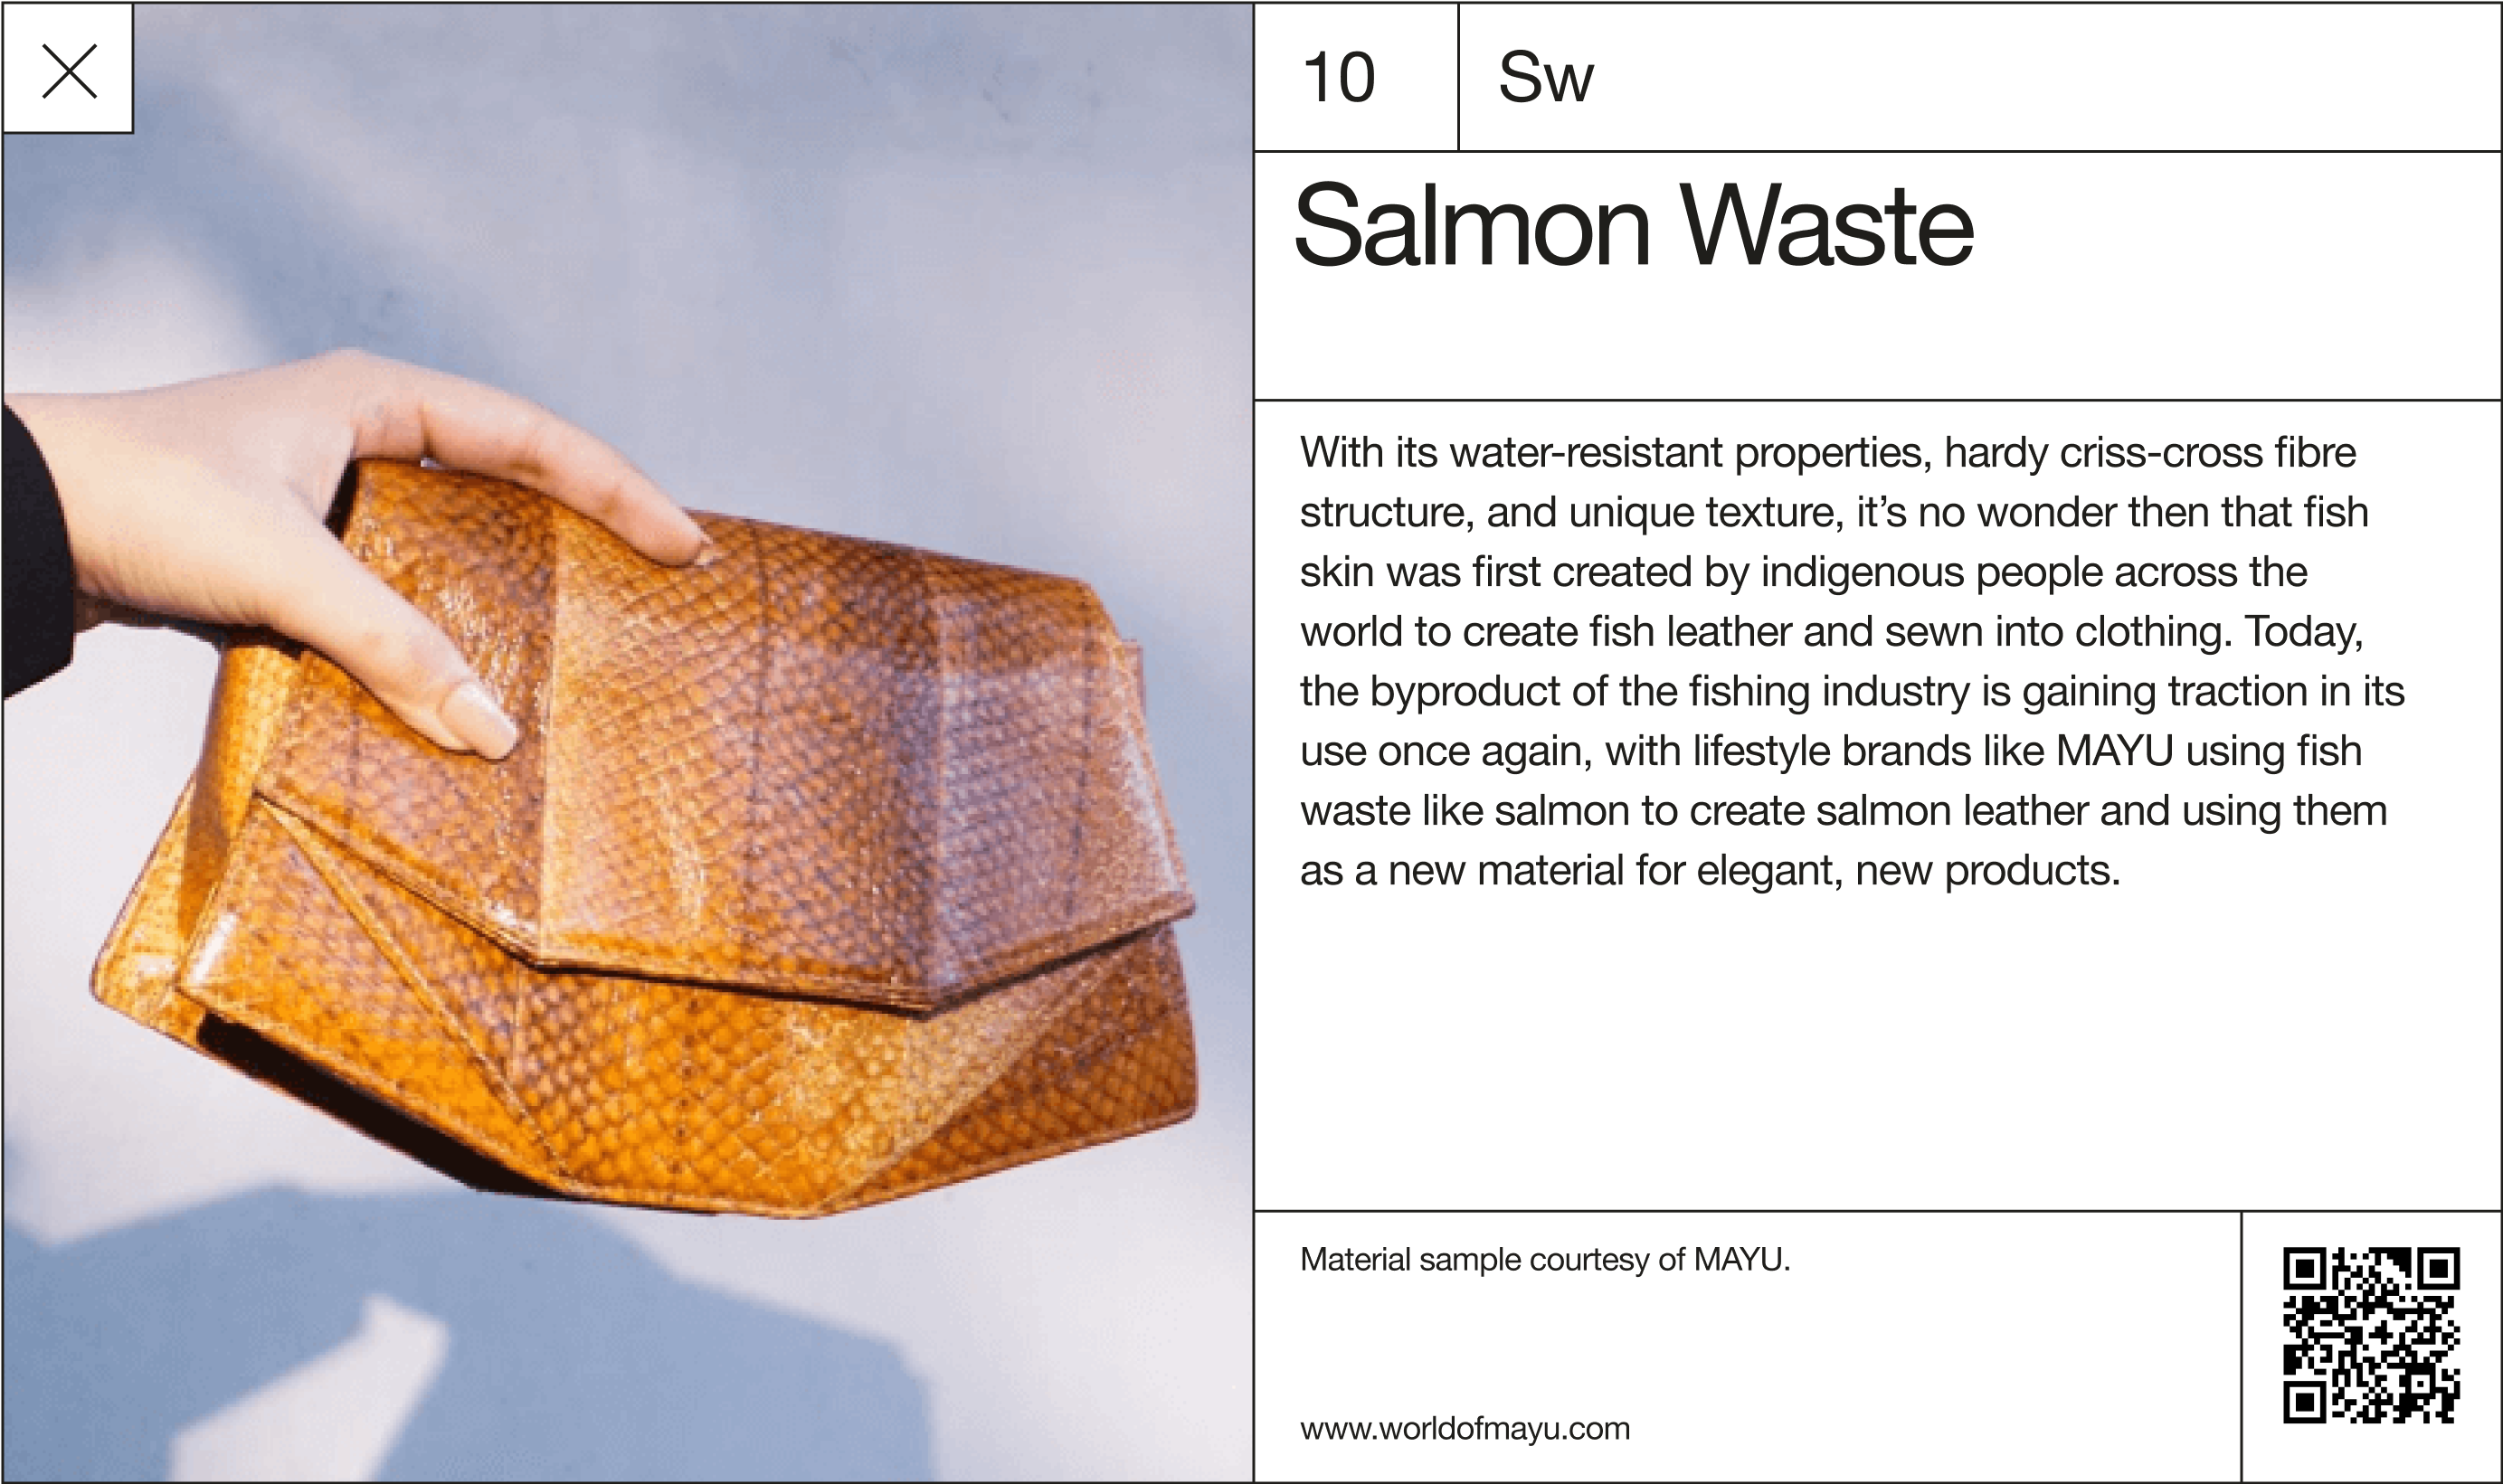 10
Sw
Salmon Waste
With its water-resistant properties, hardy criss-cross fibre
structure, and unique texture, it’s no wonder then that fish
skin was first created by indigenous people across the
world to create fish leather and sewn into clothing. Today,
the byproduct of the fishing industry is gaining traction in its
use once again, with lifestyle brands like MAYU using fish
waste like salmon to create salmon leather and using them
as a new material for elegant, new products.
Material sample courtesy of MAYU.
www.worldofmayu.com